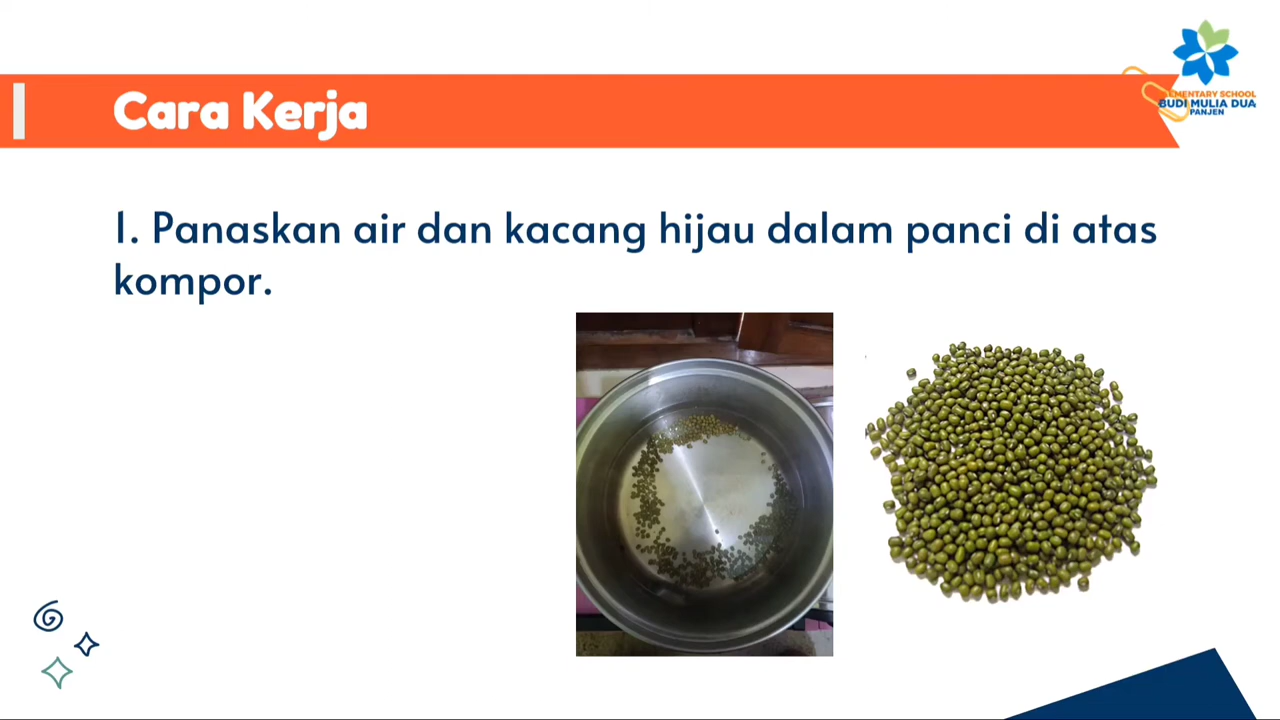 Cara Kerja
ELEMENTARY SCHOOL
BUDI MULIA DUA
PANJEN
1. Panaskan air dan kacang hijau dalam panci di atas
kompor.